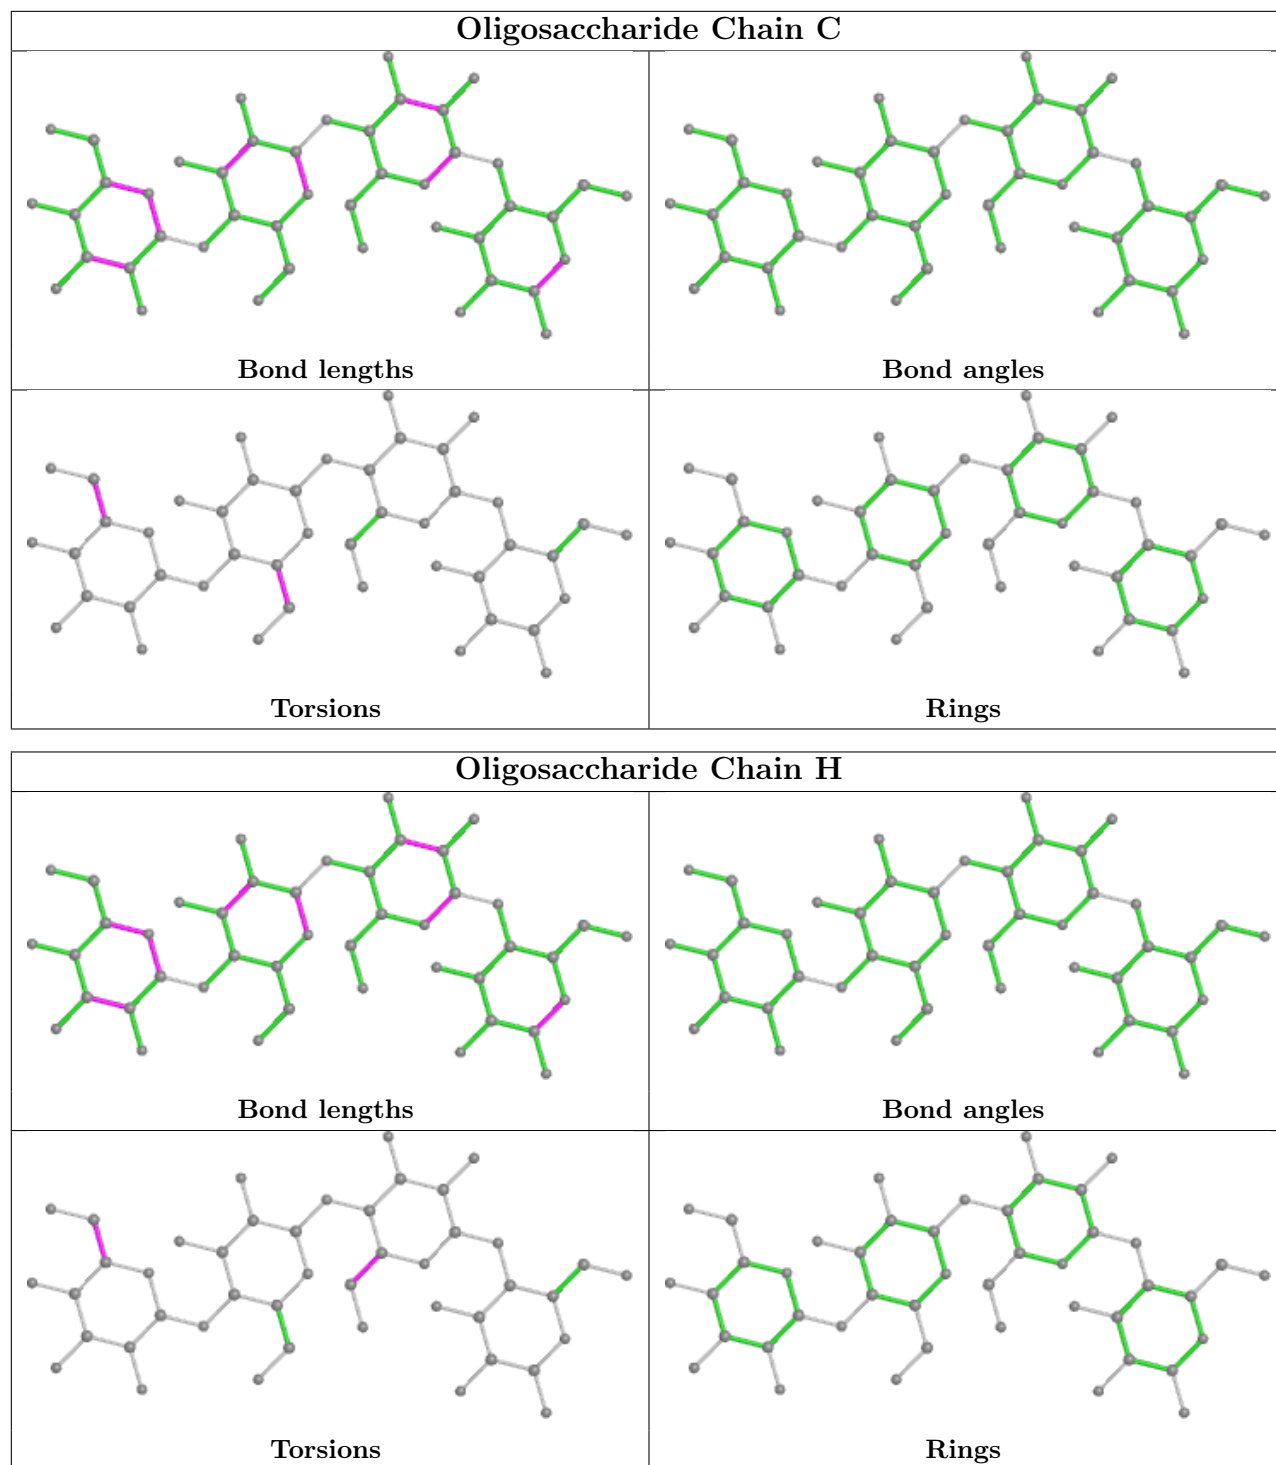 Oligosaccharide Chain C
Bond lengths
Bond angles
Torsions
Rings
Oligosaccharide Chain H
Bond lengths
Bond angles
Torsions
Rings